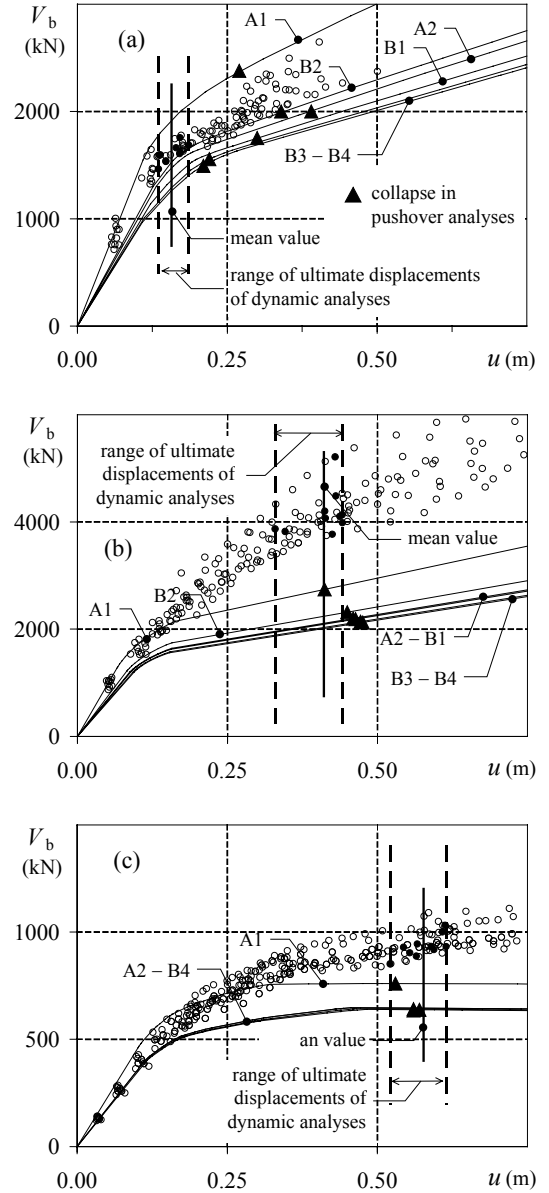 V_b
(kN)
(a)
A1
A2
B1
B2
B3 – B4
2000
1000
0
collapse in
pushover analyses
mean value
range of ultimate displacements
of dynamic analyses
0.00
0.25
0.50
u (m)
V_b
(kN)
range of ultimate
displacements of
dynamic analyses
4000
mean value
(b)
A1
B2
2000
A2 – B1
B3 – B4
0
0.00
0.25
0.50
u (m)
V_b
(kN)
(c)
1000
A1
A2 – B4
500
an value
range of ultimate
displacements of
dynamic analyses
0
0.00
0.25
0.50
u (m)